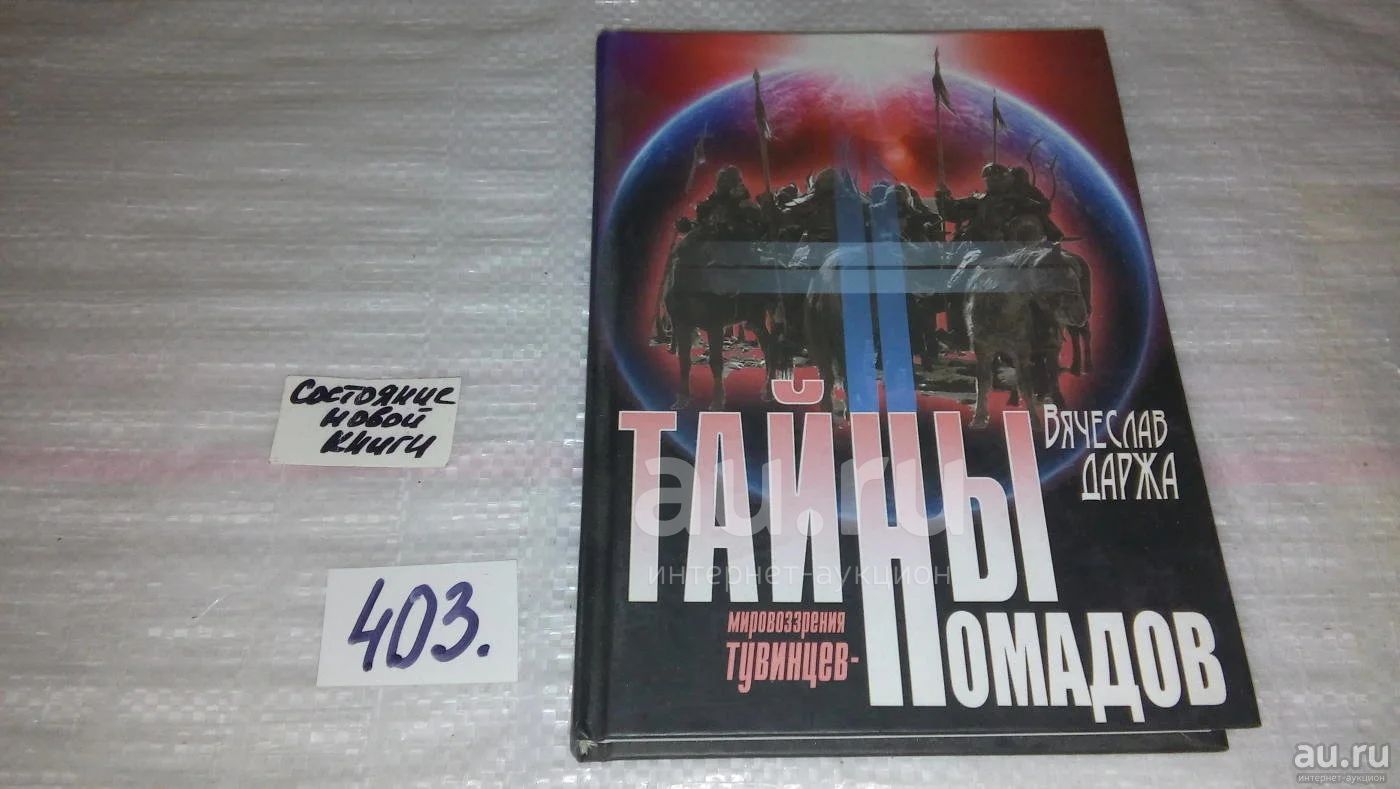 Состояние
новой
книги
403.
ТАЙНЫ
Вячеслав
Даржа
мировоззрения
тувинцев-
Номадов
au.ru
интернет-аукцион
au.ru
интернет-аукцион